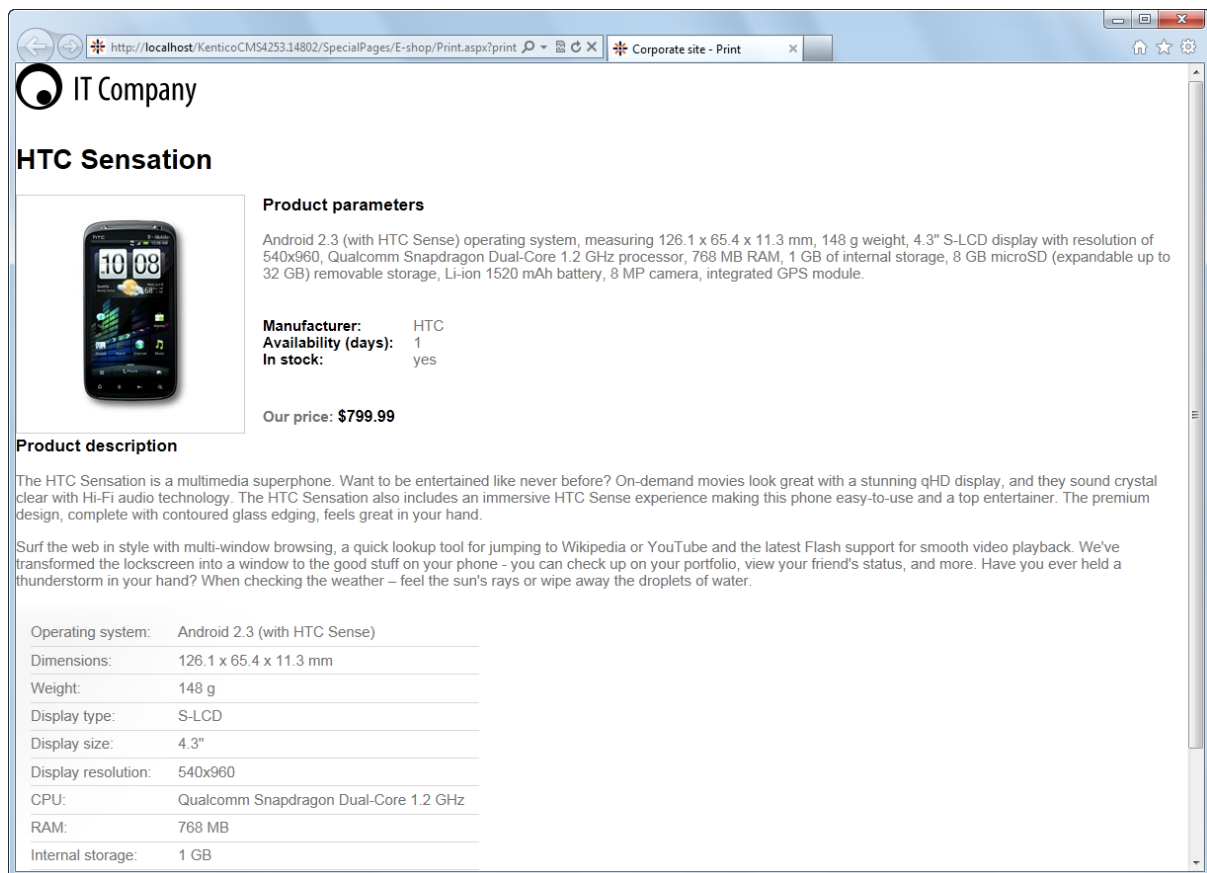 http://localhost/KenticoCMS4253.14802/SpecialPages/E-shop/Print.aspx?print
Corporate site - Print
IT Company
HTC Sensation
10 08
Product parameters
Android 2.3 (with HTC Sense) operating system, measuring 126.1 x 65.4 x 11.3 mm, 148 g weight, 4.3" S-LCD display with resolution of
540x960, Qualcomm Snapdragon Dual-Core 1.2 GHz processor, 768 MB RAM, 1 GB of internal storage, 8 GB microSD (expandable up to
32 GB) removable storage, Li-ion 1520 mAh battery, 8 MP camera, integrated GPS module.
Manufacturer: HTC
Availability (days): 1
In stock: yes
Our price: $799.99
Product description
The HTC Sensation is a multimedia superphone. Want to be entertained like never before? On-demand movies look great with a stunning qHD display, and they sound crystal
clear with Hi-Fi audio technology. The HTC Sensation also includes an immersive HTC Sense experience making this phone easy-to-use and a top entertainer. The premium
design, complete with contoured glass edging, feels great in your hand.
Surf the web in style with multi-window browsing, a quick lookup tool for jumping to Wikipedia or YouTube and the latest Flash support for smooth video playback. We've
transformed the lockscreen into a window to the good stuff on your phone - you can check up on your portfolio, view your friend's status, and more. Have you ever held a
thunderstorm in your hand? When checking the weather – feel the sun's rays or wipe away the droplets of water.
Operating system: Android 2.3 (with HTC Sense)
Dimensions: 126.1 x 65.4 x 11.3 mm
Weight: 148 g
Display type: S-LCD
Display size: 4.3"
Display resolution: 540x960
CPU: Qualcomm Snapdragon Dual-Core 1.2 GHz
RAM: 768 MB
Internal storage: 1 GB